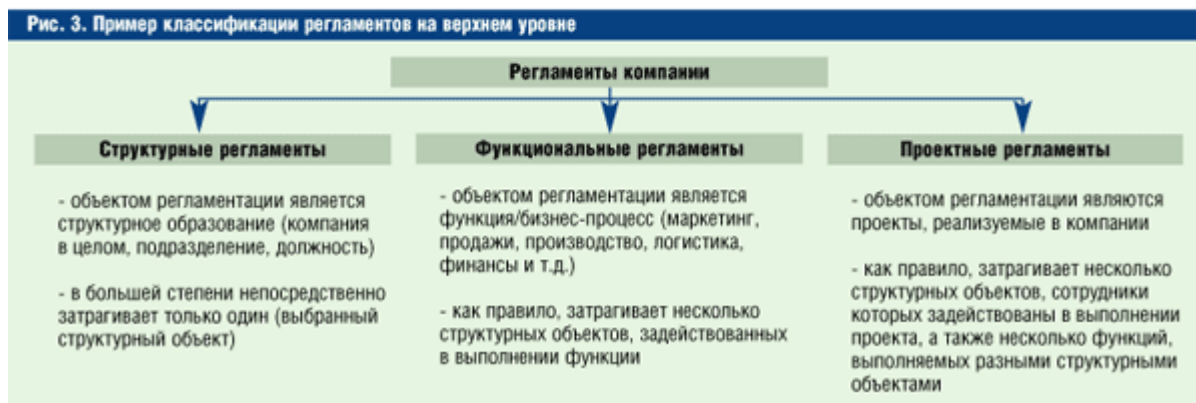 Рис. 3. Пример классификации регламентов на верхнем уровне
Регламенты компании
Структурные регламенты
- объектом регламентации является
структурное образование (компания
в целом, подразделение, должность)
- в большей степени непосредственно
затрагивает только один (выбранный
структурный объект)
Функциональные регламенты
- объектом регламентации является
функция/бизнес-процесс (маркетинг,
продажи, производство, логистика,
финансы и т.д.)
- как правило, затрагивает несколько
структурных объектов, задействованных
в выполнении функции
Проектные регламенты
- объектом регламентации являются
проекты, реализуемые в компании
- как правило, затрагивает несколько
структурных объектов, сотрудники
которых задействованы в выполнении
проекта, а также несколько функций,
выполняемых разными структурными
объектами